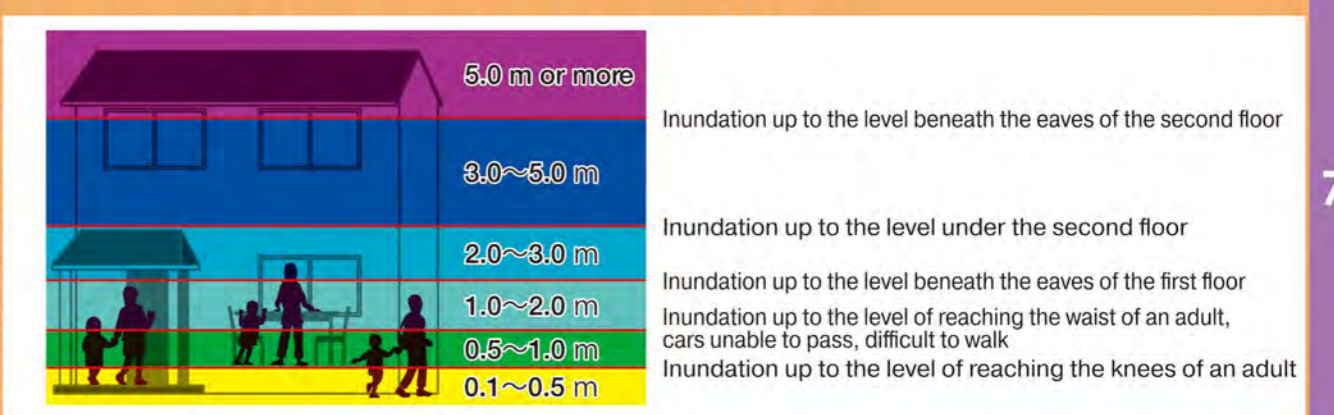 5.0 m or more
Inundation up to the level beneath the eaves of the second floor
3.0〜5.0 m
7
Inundation up to the level under the second floor
2.0〜3.0 m
Inundation up to the level beneath the eaves of the first floor
1.0〜2.0 m
Inundation up to the level of reaching the waist of an adult,
cars unable to pass, difficult to walk
0.5〜1.0 m
Inundation up to the level of reaching the knees of an adult
0.1〜0.5 m